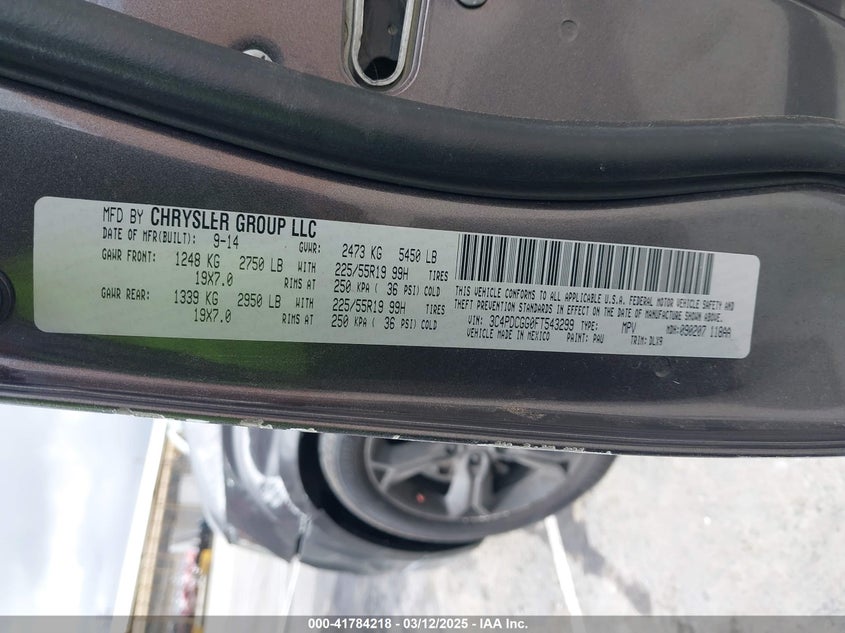 MFD BY CHRYSLER GROUP LLC
DATE OF MFR(BUILT): 9-14 GVWR: 2473 KG 5450 LB
GAWR FRONT: 1248 KG 2750 LB WITH 225/55R19 99H TIRES
19X7.0 RIMS AT 250 KPA ( 36 PSI) COLD
GAWR REAR: 1339 KG 2950 LB WITH 225/55R19 99H TIRES
19X7.0 RIMS AT 250 KPA ( 36 PSI) COLD
THIS VEHICLE CONFORMS TO ALL APPLICABLE U.S.A. FEDERAL MOTOR VEHICLE SAFETY AND
THEFT PREVENTION STANDARDS IN EFFECT ON THE DATE OF MANUFACTURE SHOWN ABOVE.
VIN: 3C4PDCGG0FT543299 TYPE: MPV MDH: 090207 118AA
VEHICLE MADE IN MEXICO PAINT: PAU TRIM: DLX9
000-41784218 - 03/12/2025 - IAA Inc.